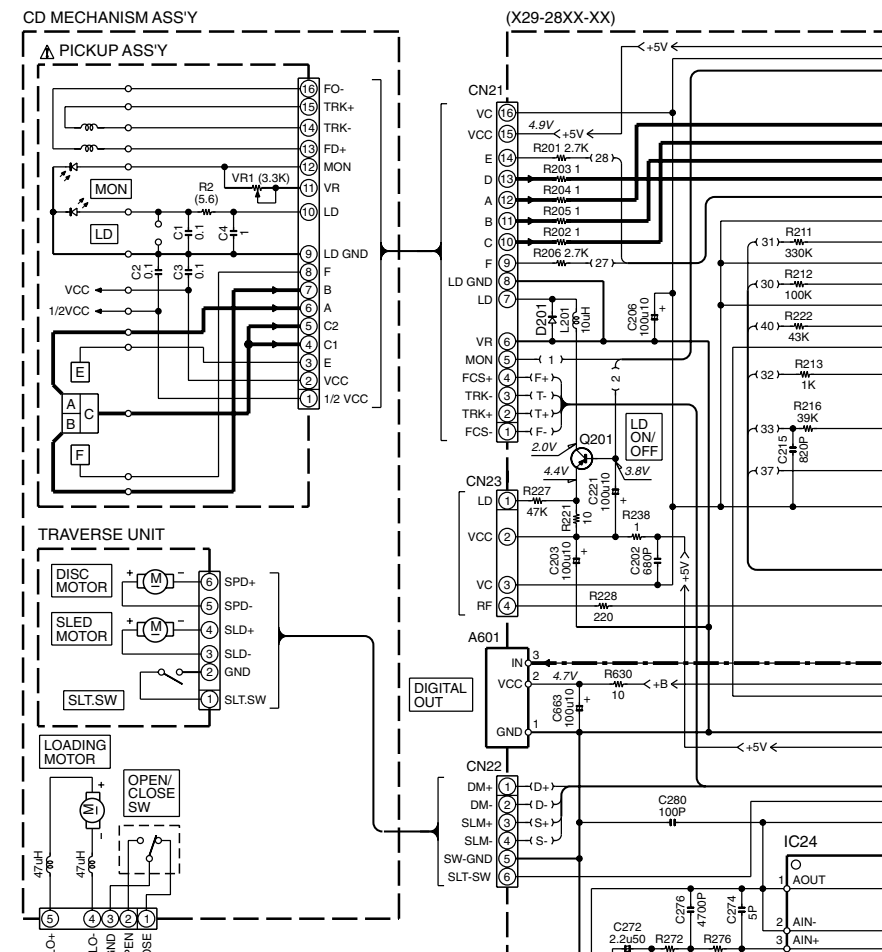 CD MECHANISM ASS'Y
(X29-28XX-XX)
PICKUP ASS'Y
16 FO-
15 TRK+
14 TRK-
13 FD+
12 MON
11 VR
10 LD
9 LD GND
8 F
7 B
6 A
5 C2
4 C1
3 E
2 VCC
1 1/2 VCC
MON
LD
R2
(5.6)
VR1 (3.3K)
C1
0.1
C4
1
C2
0.1
C3
0.1
VCC
1/2VCC
E
A
B
C
F
TRAVERSE UNIT
DISC
MOTOR
+ M -
SLED
MOTOR
+ M -
SLT.SW
6 SPD+
5 SPD-
4 SLD+
3 SLD-
2 GND
1 SLT.SW
LOADING
MOTOR
OPEN/
CLOSE
SW
+
M
-
47uH
47uH
5 4 3 2 1
LO+
LO-
GND
OPEN
CLOSE
CN21
VC 16
VCC 15
E 14
D 13
A 12
B 11
C 10
F 9
LD GND 8
LD 7
VR 6
MON 5
FCS+ 4
TRK- 3
TRK+ 2
FCS- 1
+5V
4.9V
+5V
R201 2.7K
28
R203 1
R204 1
R205 1
R202 1
R206 2.7K
27
D201
L201
10uH
C206
100u10
+
1
2
F+
T-
T+
F-
2.0V
Q201
LD
ON/
OFF
4.4V
3.8V
31 R211
330K
30 R212
100K
40 R222
43K
32 R213
1K
R216
39K
33
C215
820P
37
CN23
LD 1
VCC 2
VC 3
RF 4
R227
47K
R221
10
C221
100u10
+
R238
1
C203
100u10
+
C202
680P
+5V
R228
220
A601
IN 3
VCC 2
GND 1
DIGITAL
OUT
4.7V
R630
10
+B
C663
100u10
+
+5V
CN22
DM+ 1 D+
DM- 2 D-
SLM+ 3 S+
SLM- 4 S-
SW-GND 5
SLT-SW 6
C280
100P
IC24
1 AOUT
2 AIN-
3 AIN+
C276
4700P
C274
5P
C272
2.2u50
R272
R276